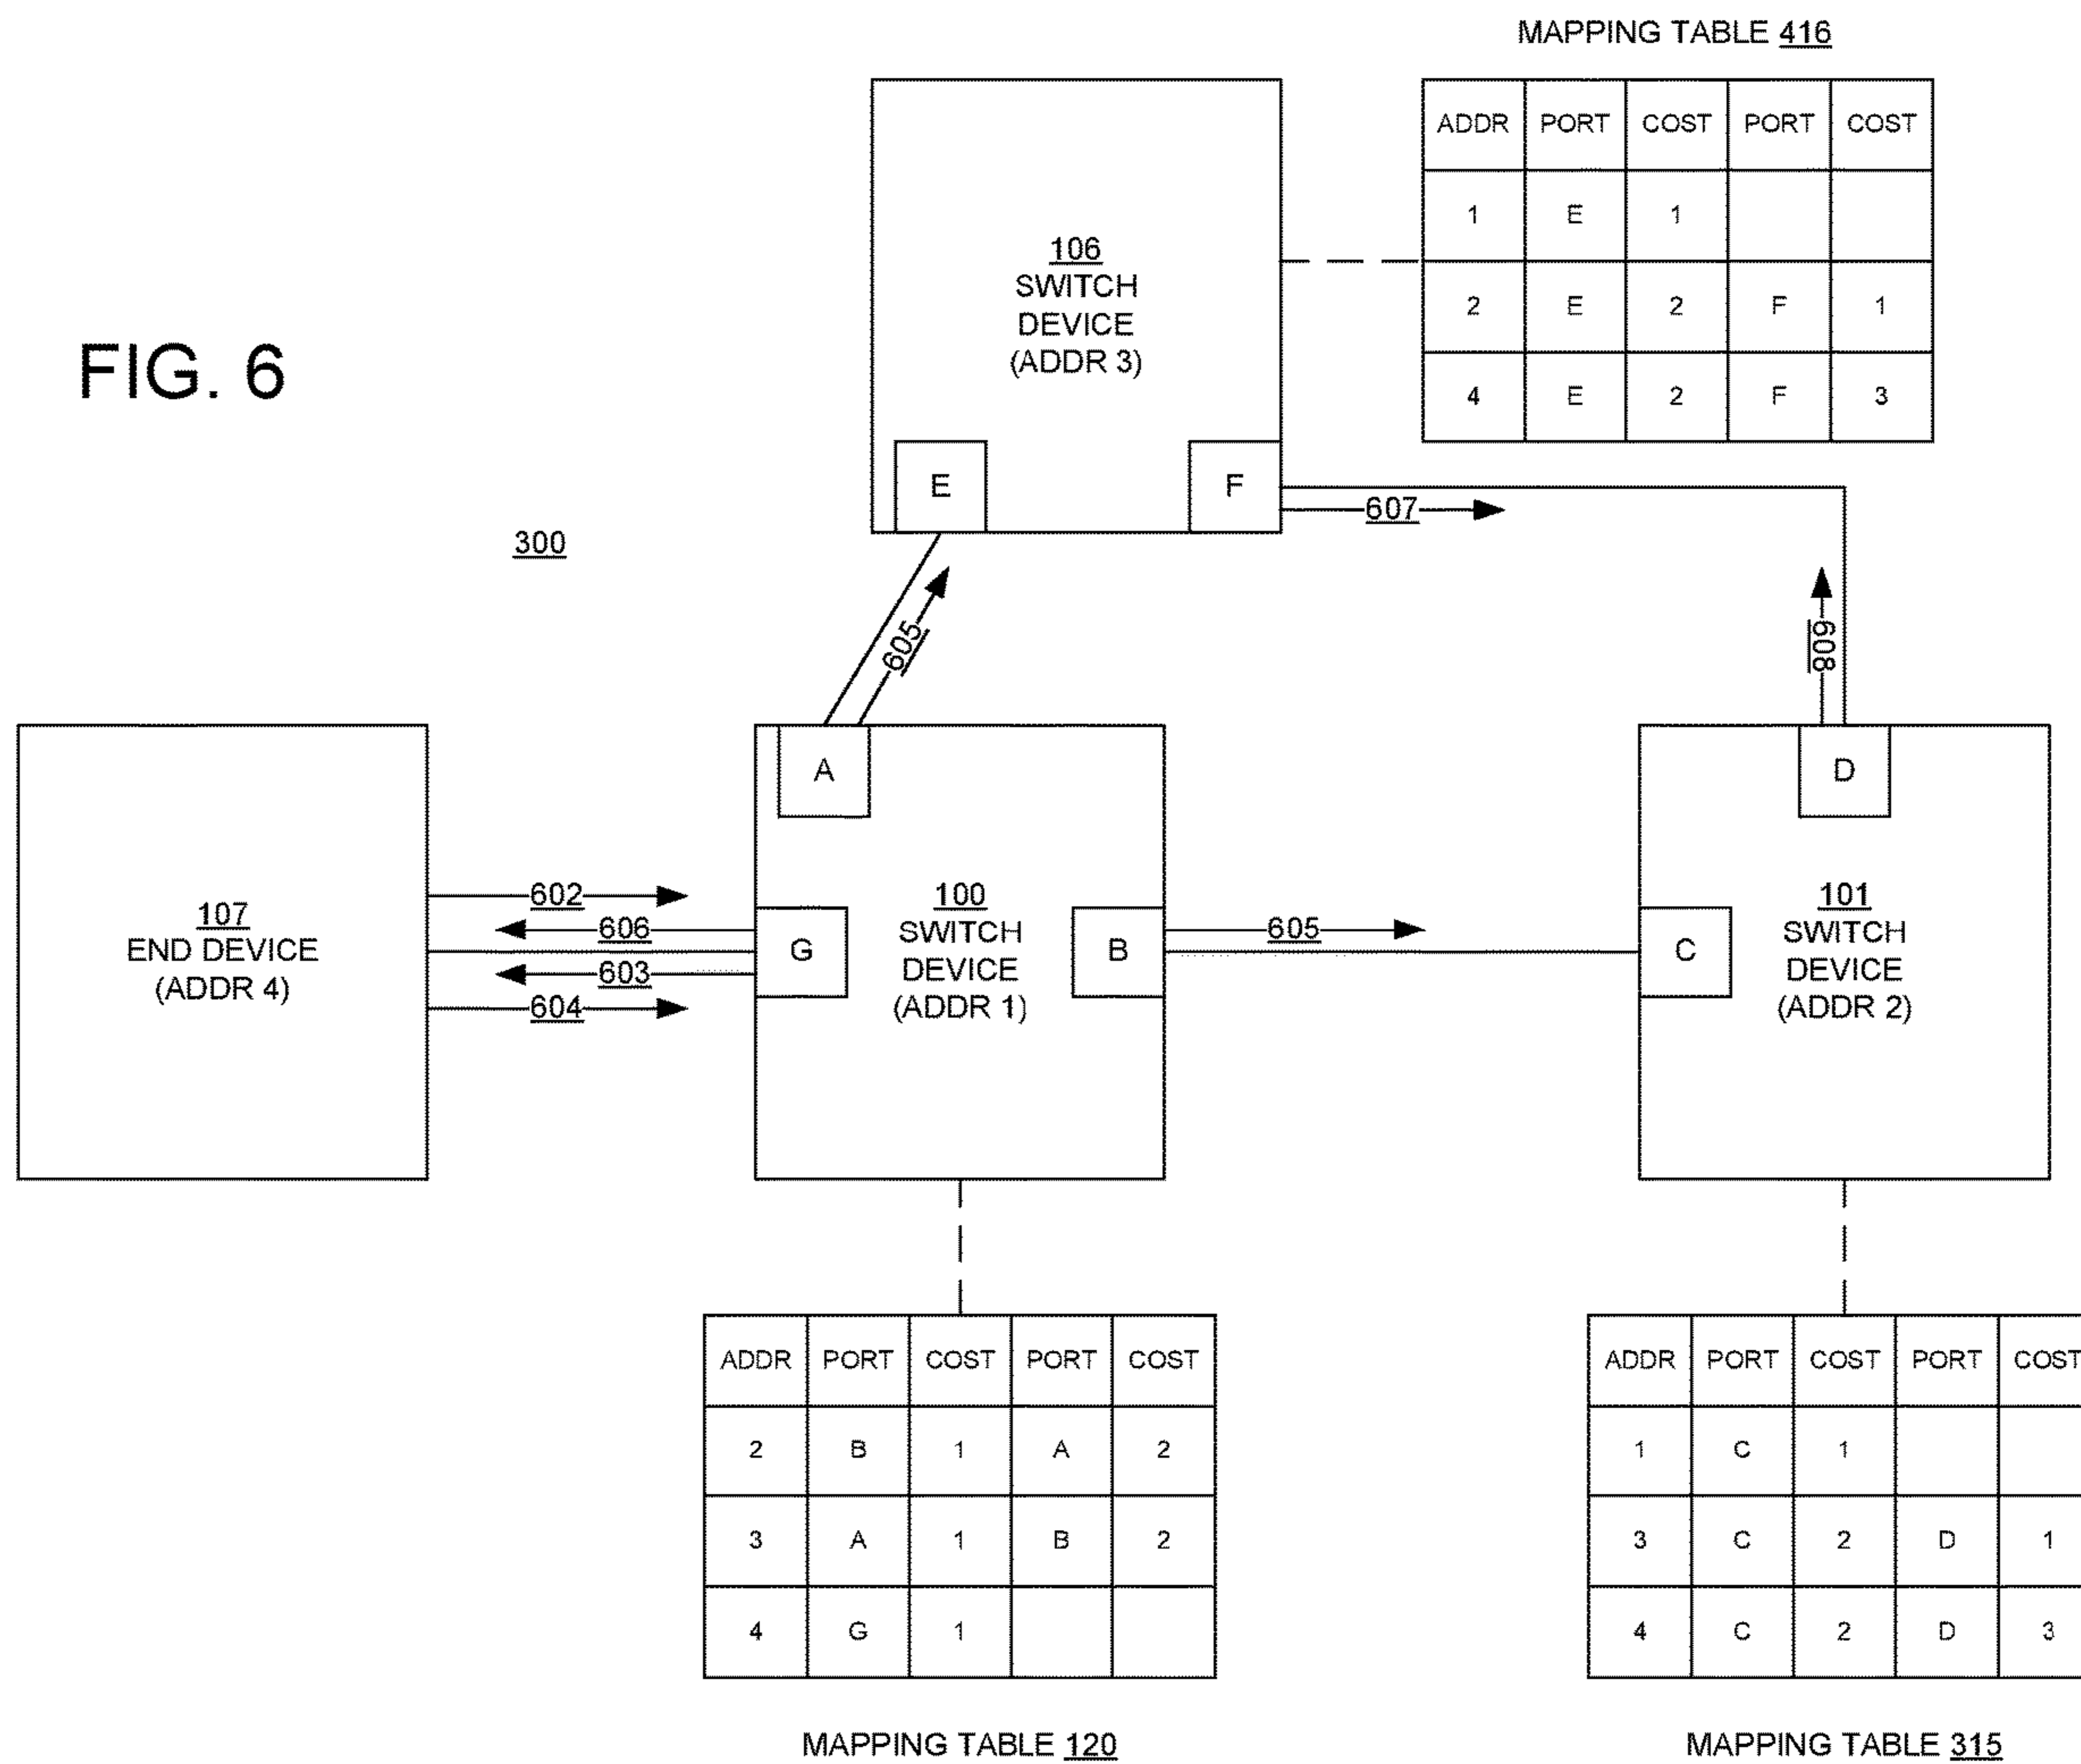 MAPPING TABLE 416
ADDR PORT COST PORT COST
1 E 1
2 E 2 F 1
4 E 2 F 3
106
SWITCH
DEVICE
(ADDR 3)
E
F
FIG. 6
300
607
605
608
107
END DEVICE
(ADDR 4)
602
606
603
604
A
G
100
SWITCH
DEVICE
(ADDR 1)
B
605
D
C
101
SWITCH
DEVICE
(ADDR 2)
ADDR PORT COST PORT COST
2 B 1 A 2
3 A 1 B 2
4 G 1
MAPPING TABLE 120
ADDR PORT COST PORT COST
1 C 1
3 C 2 D 1
4 C 2 D 3
MAPPING TABLE 315